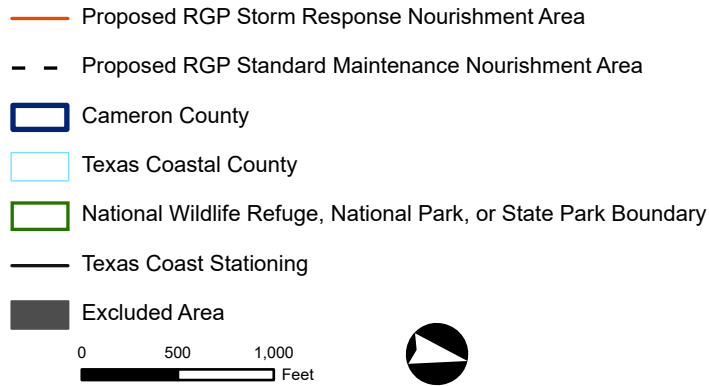 Proposed RGP Storm Response Nourishment Area
Proposed RGP Standard Maintenance Nourishment Area
Cameron County
Texas Coastal County
National Wildlife Refuge, National Park, or State Park Boundary
Texas Coast Stationing
Excluded Area
0 500 1,000
Feet